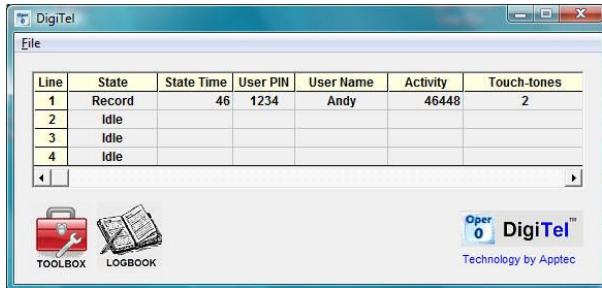 DigiTel
File
Line State State Time User PIN User Name Activity Touch-tones
1 Record 46 1234 Andy 46448 2
2 Idle
3 Idle
4 Idle
TOOLBOX LOGBOOK
Oper 0 DigiTel™
Technology by Apptec